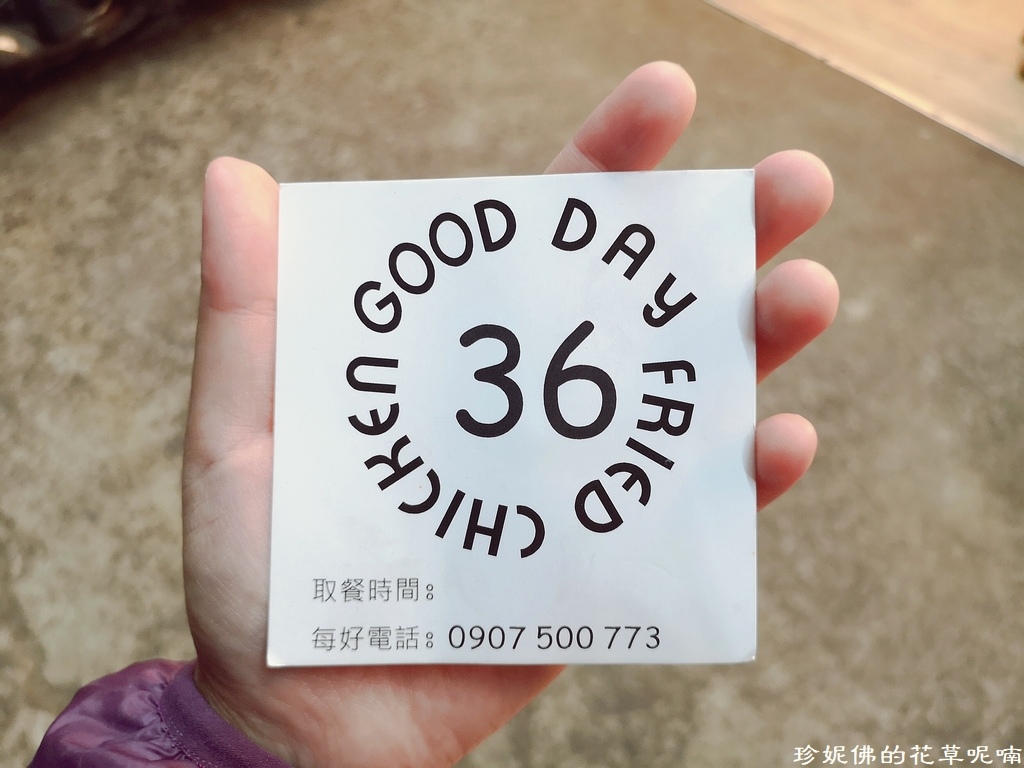 GOOD DAY FRIED CHICKEN
36
取餐時間：
每好電話：0907 500 773
珍妮佛的花草呢喃